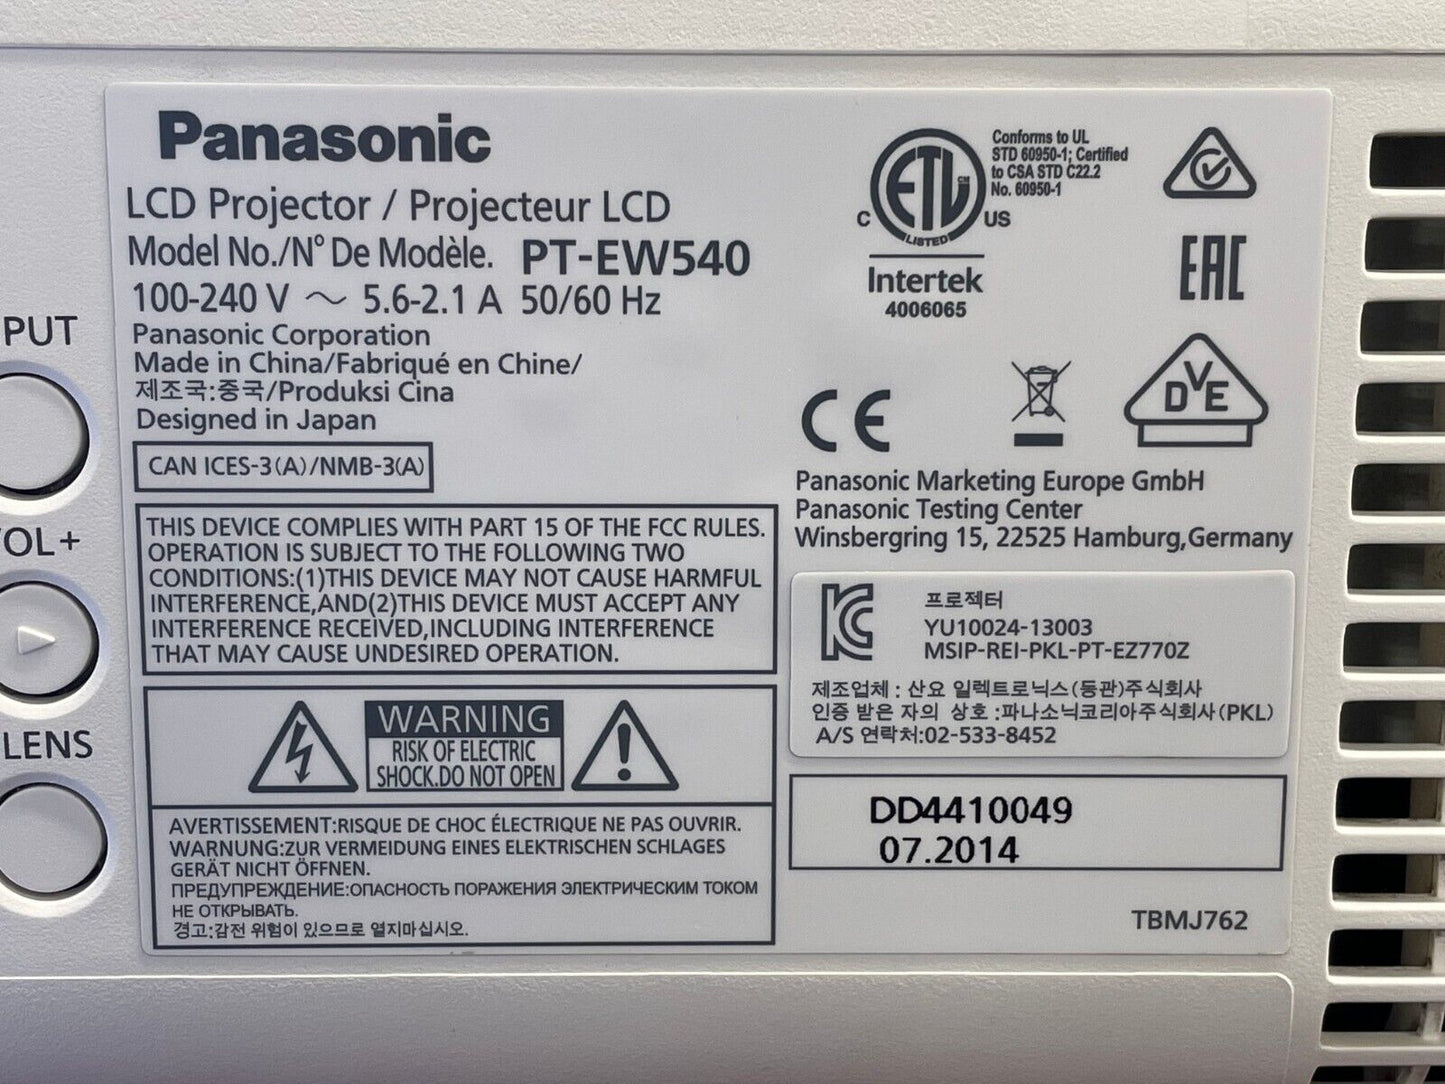 PUT
VOL+
LENS
Panasonic
LCD Projector / Projecteur LCD
Model No./N° De Modèle. PT-EW540
100-240 V ～ 5.6-2.1 A 50/60 Hz
Panasonic Corporation
Made in China/Fabriqué en Chine/
제조국:중국/Produksi Cina
Designed in Japan
CAN ICES-3(A)/NMB-3(A)
THIS DEVICE COMPLIES WITH PART 15 OF THE FCC RULES.
OPERATION IS SUBJECT TO THE FOLLOWING TWO
CONDITIONS:(1)THIS DEVICE MAY NOT CAUSE HARMFUL
INTERFERENCE,AND(2)THIS DEVICE MUST ACCEPT ANY
INTERFERENCE RECEIVED,INCLUDING INTERFERENCE
THAT MAY CAUSE UNDESIRED OPERATION.
WARNING
RISK OF ELECTRIC
SHOCK.DO NOT OPEN
AVERTISSEMENT:RISQUE DE CHOC ÉLECTRIQUE NE PAS OUVRIR.
WARNUNG:ZUR VERMEIDUNG EINES ELEKTRISCHEN SCHLAGES
GERÄT NICHT ÖFFNEN.
ПРЕДУПРЕЖДЕНИЕ:ОПАСНОСТЬ ПОРАЖЕНИЯ ЭЛЕКТРИЧЕСКИМ ТОКОМ
НЕ ОТКРЫВАТЬ.
경고:감전 위험이 있으므로 열지마십시오.
ETL CM
LISTED
C US
Intertek
4006065
Conforms to UL
STD 60950-1; Certified
to CSA STD C22.2
No. 60950-1
EAC
CE
DVE
Panasonic Marketing Europe GmbH
Panasonic Testing Center
Winsbergring 15, 22525 Hamburg,Germany
KC
프로젝터
YU10024-13003
MSIP-REI-PKL-PT-EZ770Z
제조업체 : 산요 일렉트로닉스(동관)주식회사
인증 받은 자의 상호 :파나소닉코리아주식회사(PKL)
A/S 연락처:02-533-8452
DD4410049
07.2014
TBMJ762